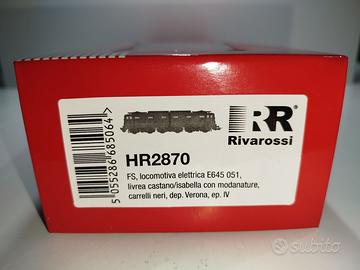 5 055286 685064 >
HR2870
RR
Rivarossi
FS, locomotiva elettrica E645 051,
livrea castano/isabella con modanature,
carrelli neri, dep. Verona, ep. IV
subito